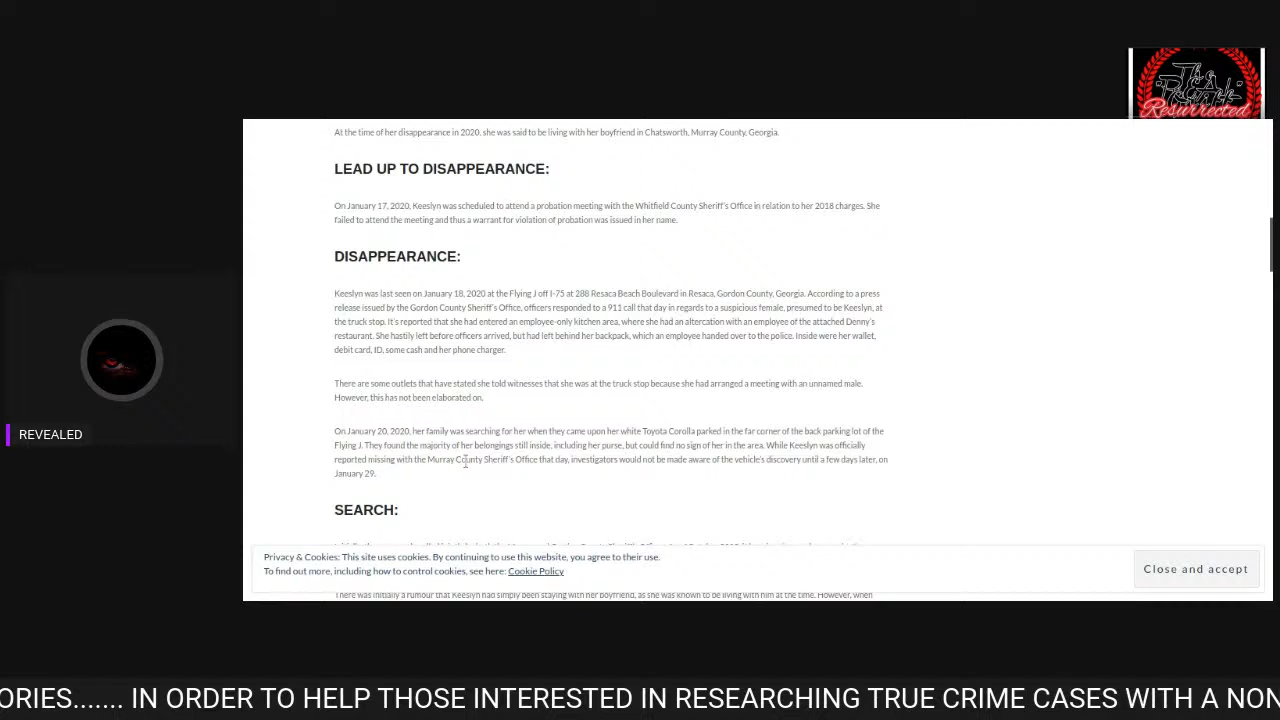 The
Resurrected
At the time of her disappearance in 2020, she was said to be living with her boyfriend in Chatsworth, Murray County, Georgia.
LEAD UP TO DISAPPEARANCE:
On January 17, 2020, Keeslyn was scheduled to attend a probation meeting with the Whitfield County Sheriff's Office in relation to her 2018 charges. She
failed to attend the meeting and thus a warrant for violation of probation was issued in her name.
DISAPPEARANCE:
Keeslyn was last seen on January 18, 2020 at the Flying J off I-75 at 288 Resaca Beach Boulevard in Resaca, Gordon County, Georgia. According to a press
release issued by the Gordon County Sheriff's Office, officers responded to a 911 call that day in regards to a suspicious female, presumed to be Keeslyn, at
the truck stop. It's reported that she had entered an employee-only kitchen area, where she had an altercation with an employee of the attached Denny's
restaurant. She hastily left before officers arrived, but had left behind her backpack, which an employee handed over to the police. Inside were her wallet,
debit card, ID, some cash and her phone charger.
There are some outlets that have stated she told witnesses that she was at the truck stop because she had arranged a meeting with an unnamed male.
However, this has not been elaborated on.
On January 20, 2020, her family was searching for her when they came upon her white Toyota Corolla parked in the far corner of the back parking lot of the
Flying J. They found the majority of her belongings still inside, including her purse, but could find no sign of her in the area. While Keeslyn was officially
reported missing with the Murray County Sheriff's Office that day, investigators would not be made aware of the vehicle's discovery until a few days later, on
January 29.
SEARCH:
Privacy & Cookies: This site uses cookies. By continuing to use this website, you agree to their use.
To find out more, including how to control cookies, see here: Cookie Policy
Close and accept
There was initially a rumour that Keeslyn had simply been staying with her boyfriend, as she was known to be living with him at the time. However, when
REVEALED
ORIES....... IN ORDER TO HELP THOSE INTERESTED IN RESEARCHING TRUE CRIME CASES WITH A NON